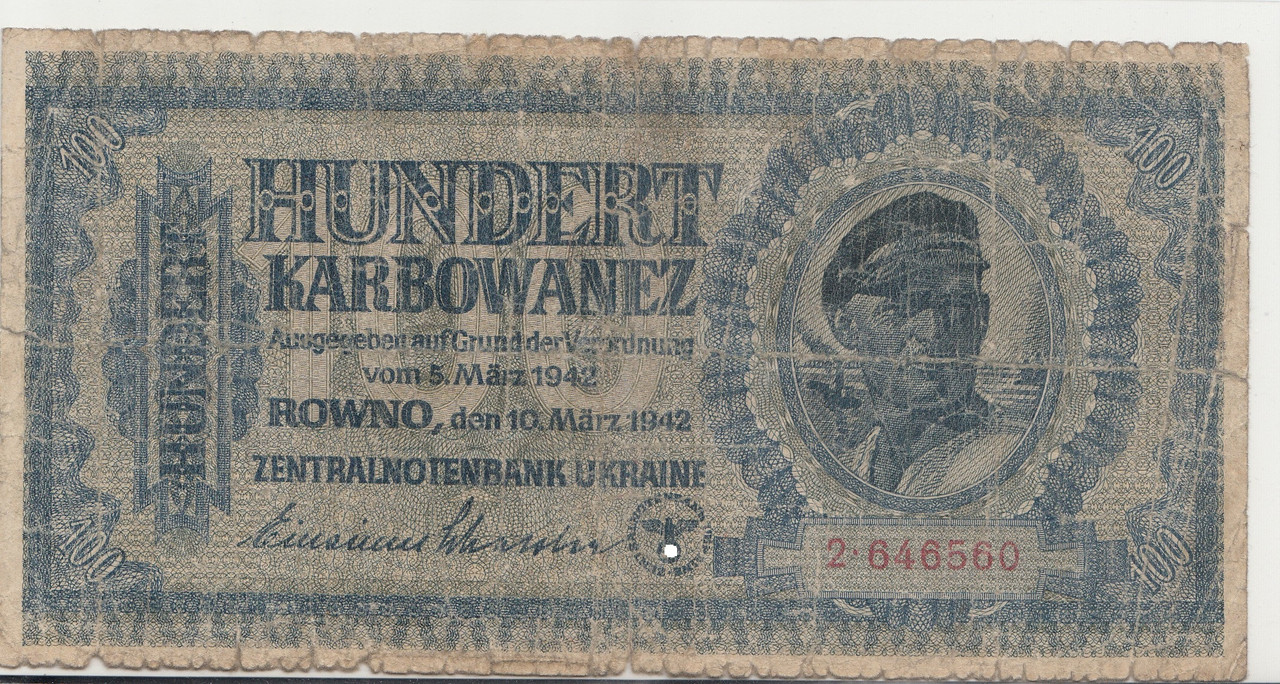 100
100
HUNDERT
HUNDERT
KARBOWANEZ
Ausgegeben auf Grund der Verordnung
vom 5. März 1942
ROWNO, den 10. März 1942
ZENTRALNOTENBANK UKRAINE
2·646560
100
100